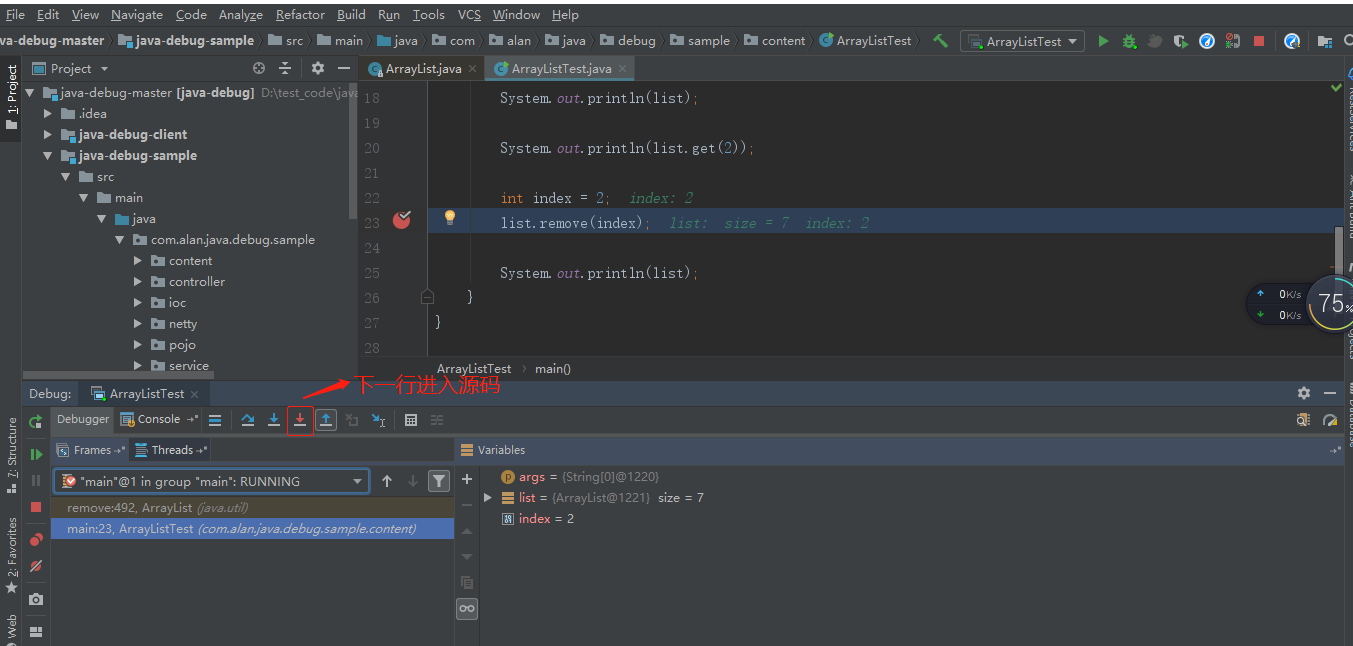 File Edit View Navigate Code Analyze Refactor Build Run Tools VCS Window Help
va-debug-master java-debug-sample src main java com alan java debug sample content ArrayListTest ArrayListTest
1: Project
Project
ArrayList.java
ArrayListTest.java
java-debug-master [java-debug] D:\test_code\java
.idea
java-debug-client
java-debug-sample
src
main
java
com.alan.java.debug.sample
content
controller
ioc
netty
pojo
service
18 System.out.println(list);
19
20 System.out.println(list.get(2));
21
22 int index = 2; index: 2
23 list.remove(index); list: size = 7 index: 2
24
25 System.out.println(list);
26 }
27 }
28
0K/s
0K/s
75%
ArrayListTest main()
下一行进入源码
Debug: ArrayListTest
Debugger Console
Frames Threads
Variables
"main"@1 in group "main": RUNNING
remove:492, ArrayList (java.util)
main:23, ArrayListTest (com.alan.java.debug.sample.content)
args = {String[0]@1220}
list = {ArrayList@1221} size = 7
index = 2
7: Structure
2: Favorites
Web